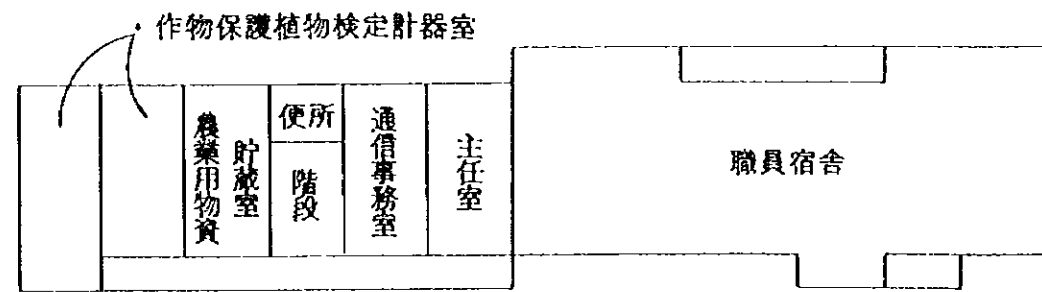 作物保護植物検定計器室
農業用物資
貯蔵室
便所
階段
通信事務室
主任室
職員宿舎